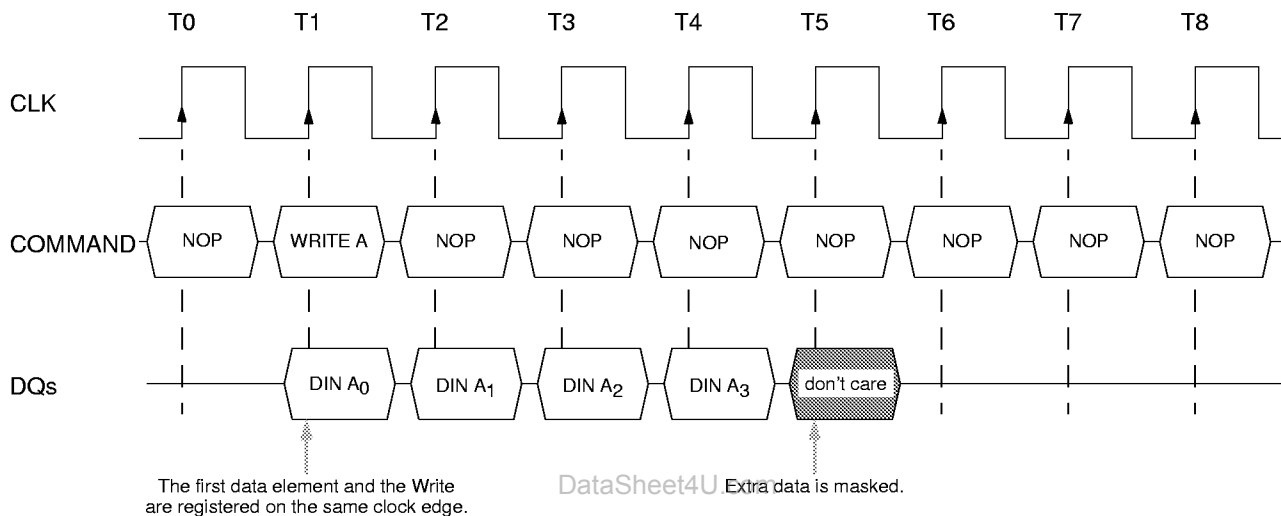 T0 T1 T2 T3 T4 T5 T6 T7 T8
CLK
COMMAND NOP WRITE A NOP NOP NOP NOP NOP NOP NOP
DQs DIN A0 DIN A1 DIN A2 DIN A3 don't care
The first data element and the Write
are registered on the same clock edge.
DataSheet4U.com
Extra data is masked.